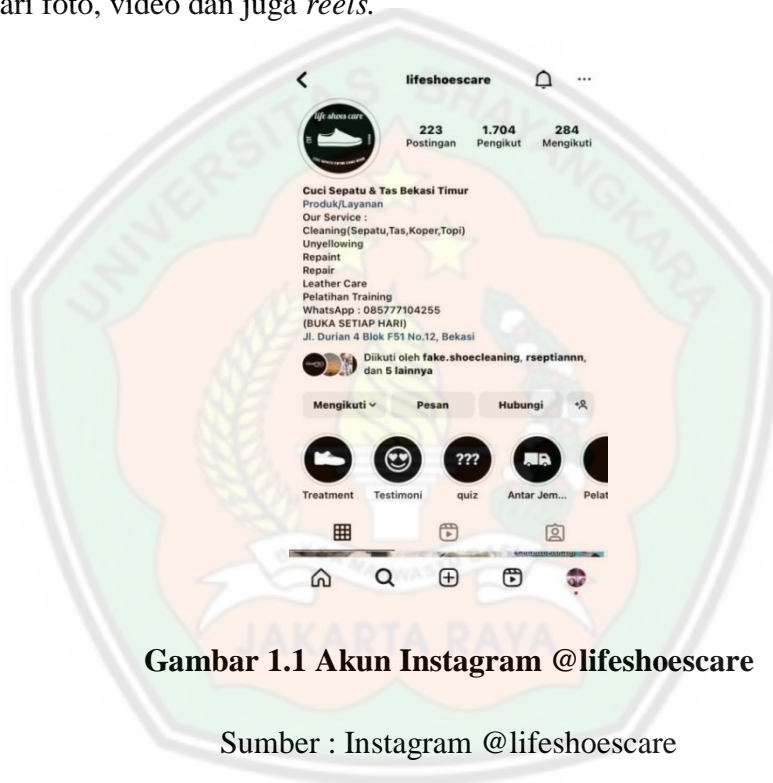 ari foto, video dan juga reels.
lifeshoescare
life shoes care
223 1.704 284
Postingan Pengikut Mengikuti
Cuci Sepatu & Tas Bekasi Timur
Produk/Layanan
Our Service :
Cleaning(Sepatu,Tas,Koper,Topi)
Unyellowing
Repaint
Repair
Leather Care
Pelatihan Training
WhatsApp : 085777104255
(BUKA SETIAP HARI)
Jl. Durian 4 Blok F51 No.12, Bekasi
Diikuti oleh fake.shoecleaning, rseptiannn,
dan 5 lainnya
Mengikuti Pesan Hubungi
???
Treatment Testimoni quiz Antar Jem... Pelat
Gambar 1.1 Akun Instagram @lifeshoescare
Sumber : Instagram @lifeshoescare
UNIVERSITAS BHAYANGKARA
JAKARTA RAYA